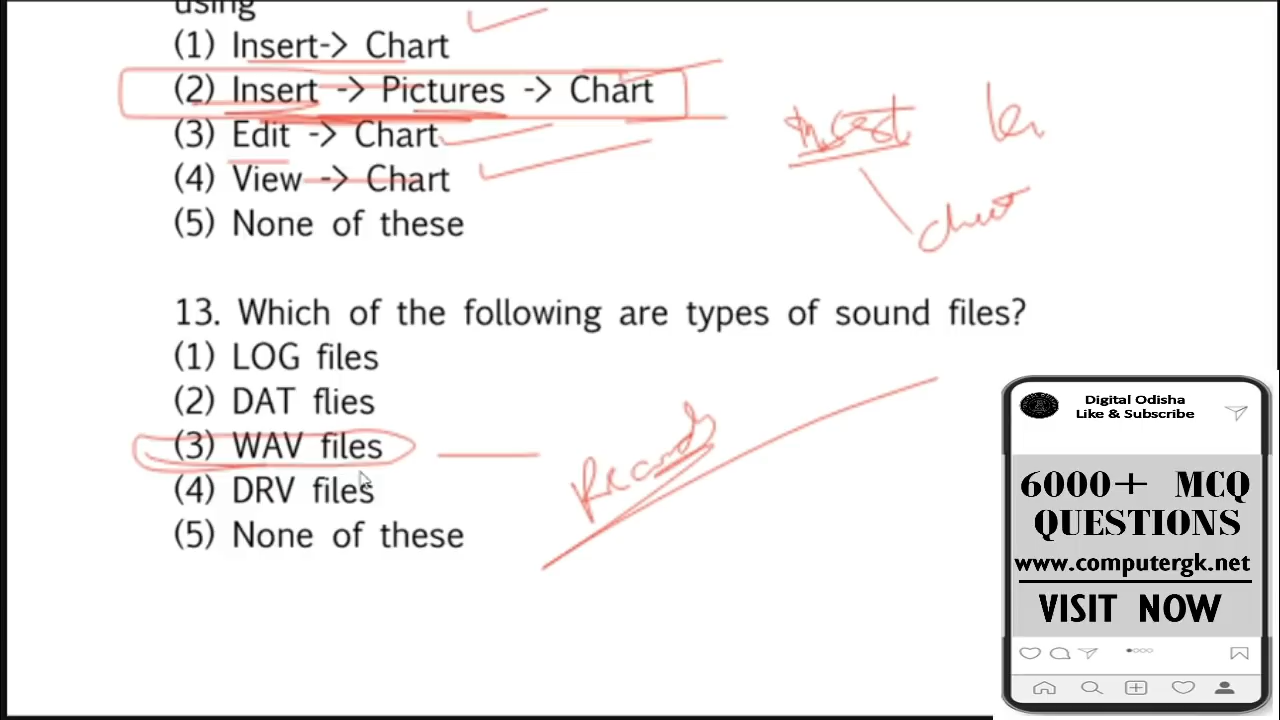 using
(1) Insert-> Chart
(2) Insert -> Pictures -> Chart
(3) Edit -> Chart
(4) View -> Chart
(5) None of these
Insert
chart
13. Which of the following are types of sound files?
(1) LOG files
(2) DAT flies
(3) WAV files
(4) DRV files
(5) None of these
Digital Odisha
Like & Subscribe
6000+ MCQ
QUESTIONS
www.computergk.net
VISIT NOW